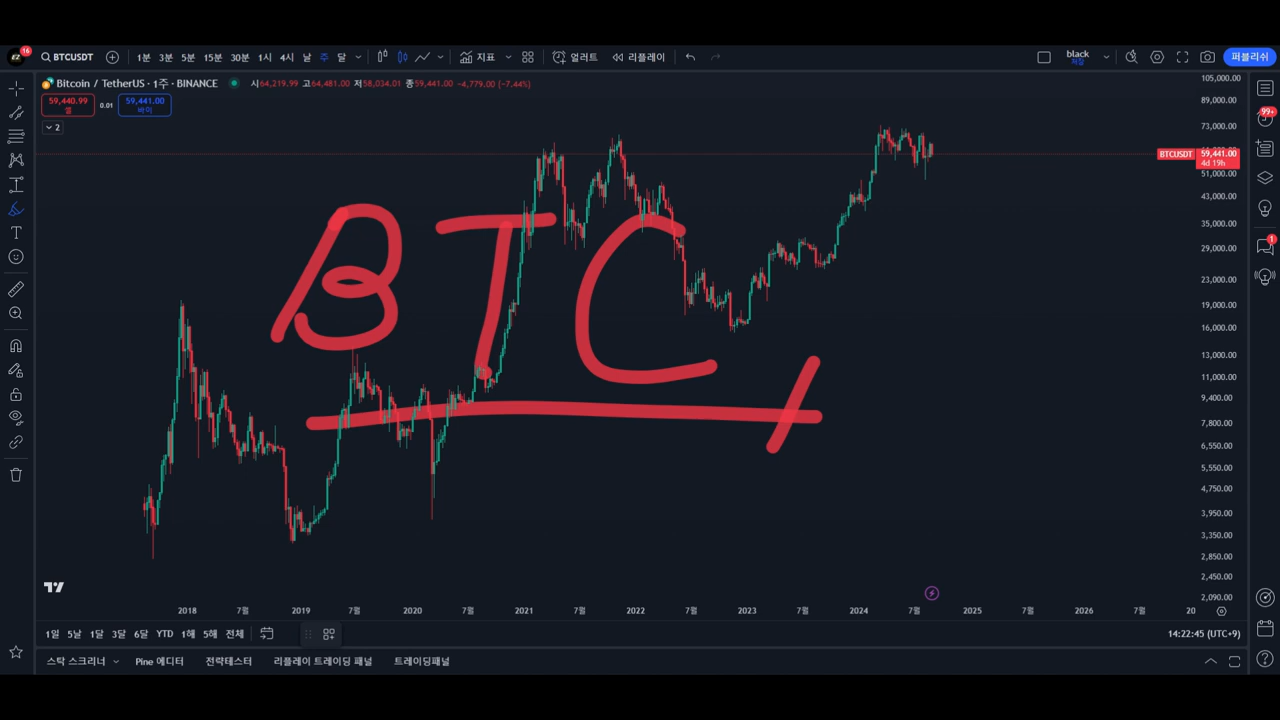 EZ 16 BTCUSDT 1분 3분 5분 15분 30분 1시 4시 날 주 달 지표 얼러트 리플레이 black 저장 퍼블리쉬
Bitcoin / TetherUS · 1주 · BINANCE 시64,219.99 고64,481.00 저58,034.01 종59,441.00 −4,779.00 (−7.44%)
59,440.99 셀 0.01 59,441.00 바이
2
105,000.00
89,000.00
99+
73,000.00
BTCUSDT 59,441.00
4d 19h
51,000.00
43,000.00
35,000.00
1
29,000.00
23,000.00
19,000.00
16,000.00
13,000.00
11,000.00
9,400.00
7,800.00
6,550.00
5,550.00
4,750.00
3,950.00
3,350.00
2,850.00
2,450.00
2,090.00
BTC
2018 7월 2019 7월 2020 7월 2021 7월 2022 7월 2023 7월 2024 7월 2025 7월 2026 7월 20
1일 5날 1달 3달 6달 YTD 1해 5해 전체 14:22:45 (UTC+9)
스탁 스크리너 Pine 에디터 전략테스터 리플레이 트레이딩 패널 트레이딩패널